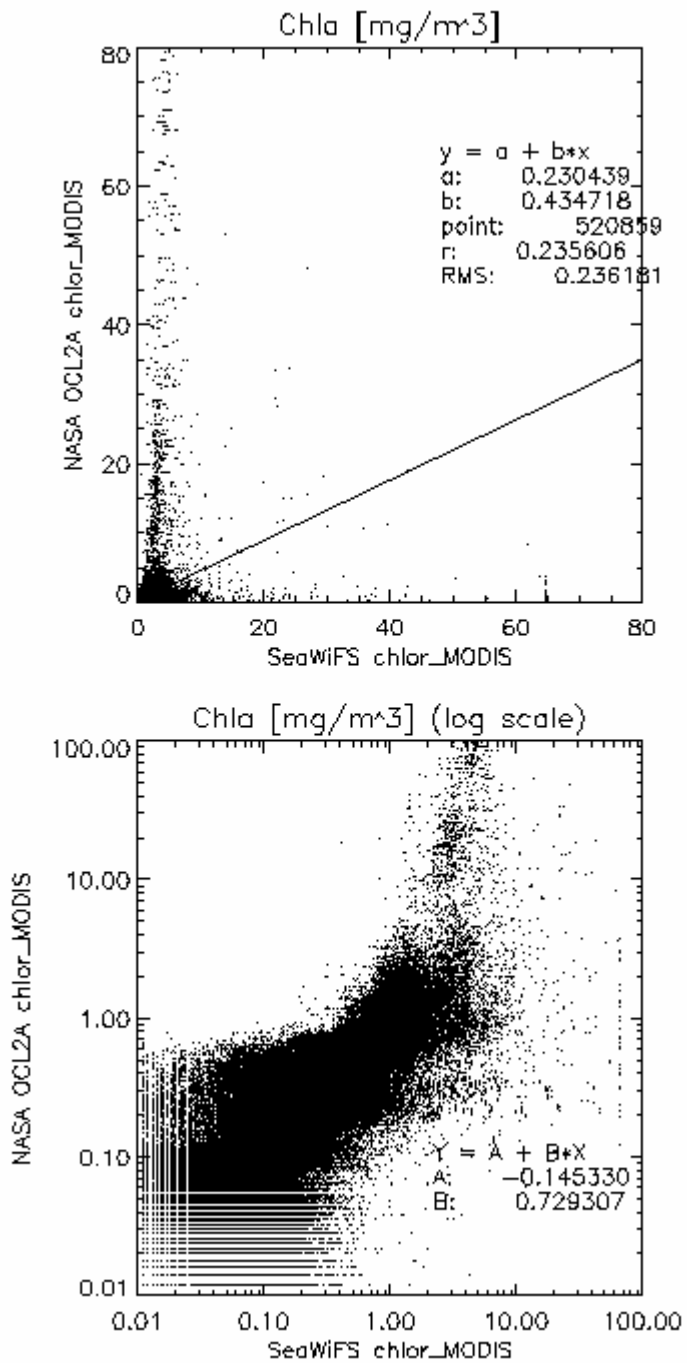 Chla [mg/m^3]
80
60
40
20
0
NASA OCL2A chlor_MODIS
y = a + b*x
a: 0.230439
b: 0.434718
point: 520859
r: 0.235606
RMS: 0.236181
0 20 40 60 80
SeaWiFS chlor_MODIS
Chla [mg/m^3] (log scale)
100.00
10.00
1.00
0.10
0.01
NASA OCL2A chlor_MODIS
Y = A + B*X
A: -0.145330
B: 0.729307
0.01 0.10 1.00 10.00 100.00
SeaWiFS chlor_MODIS